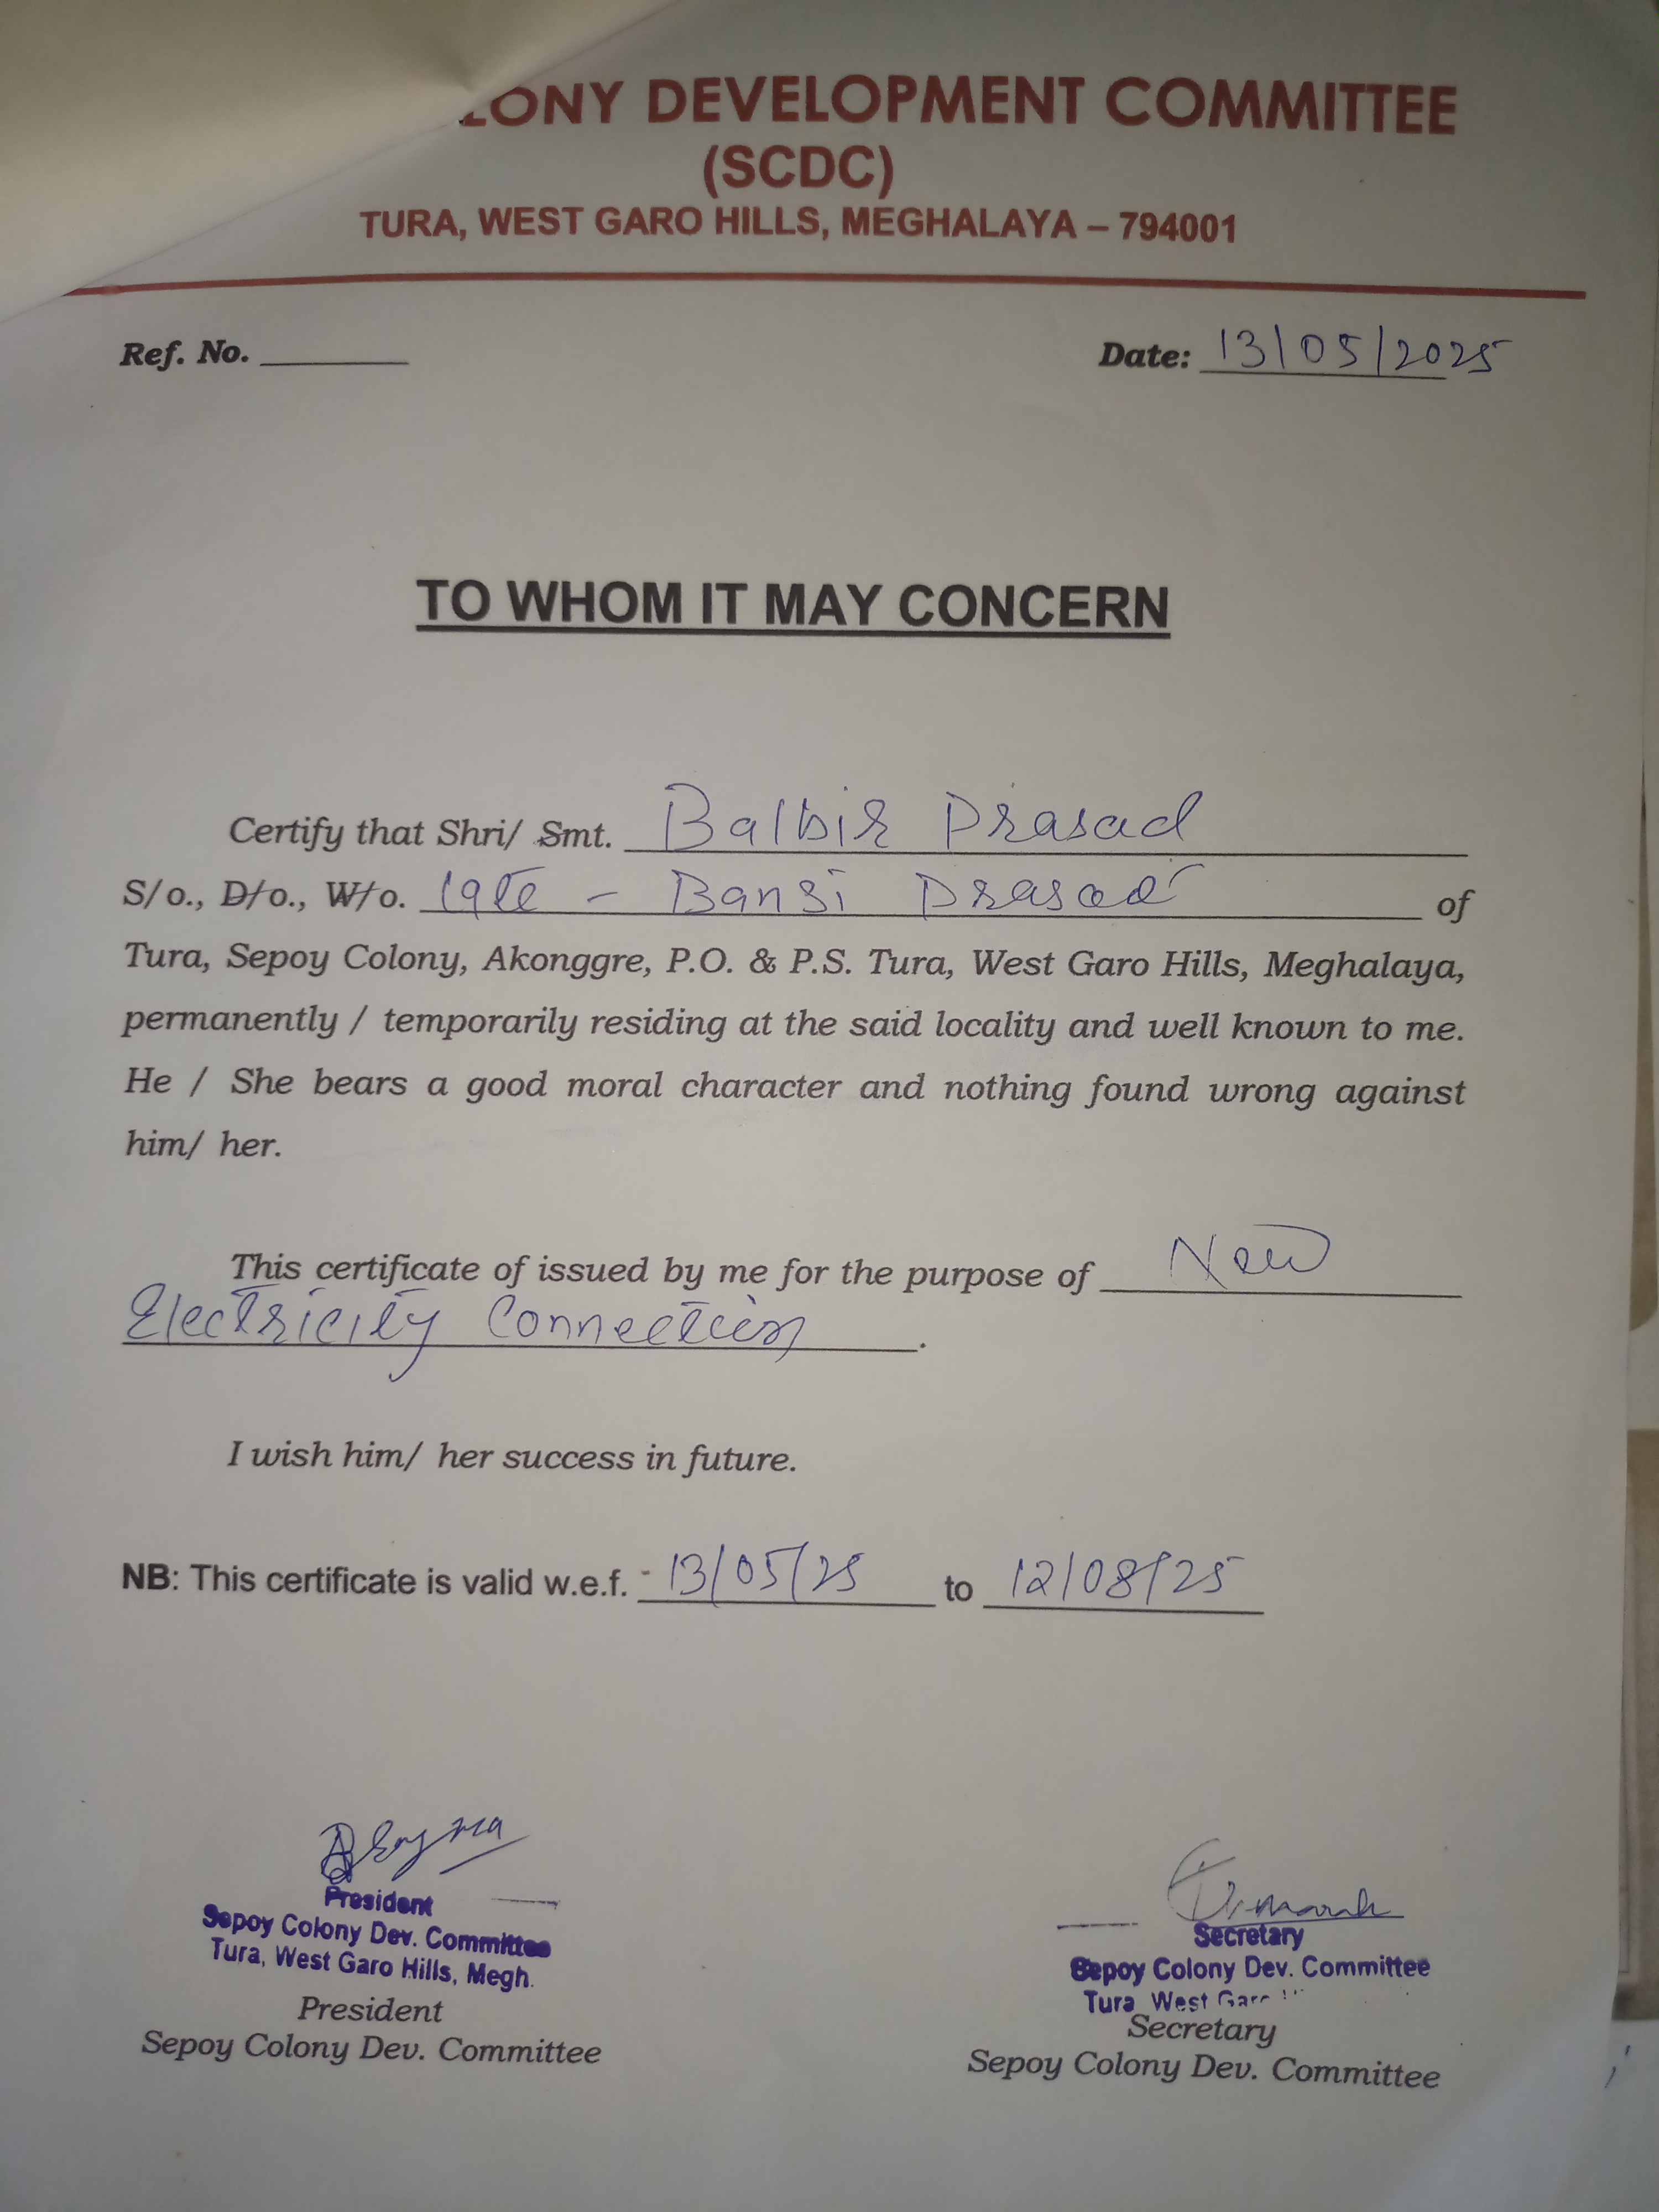 LONY DEVELOPMENT COMMITTEE
(SCDC)
TURA, WEST GARO HILLS, MEGHALAYA – 794001
Ref. No. Date: 13/05/2025
TO WHOM IT MAY CONCERN
Certify that Shri/ Smt. Balbir Prasad
S/o., D/o., W/o. late - Bansi Prasad of
Tura, Sepoy Colony, Akonggre, P.O. & P.S. Tura, West Garo Hills, Meghalaya,
permanently / temporarily residing at the said locality and well known to me.
He / She bears a good moral character and nothing found wrong against
him/ her.
This certificate of issued by me for the purpose of New
Electricity Connection.
I wish him/ her success in future.
NB: This certificate is valid w.e.f. - 13/05/25 to 12/08/25
President
Sepoy Colony Dev. Committee
Tura, West Garo Hills, Megh.
President
Sepoy Colony Dev. Committee
Secretary
Sepoy Colony Dev. Committee
Tura West Garo
Secretary
Sepoy Colony Dev. Committee